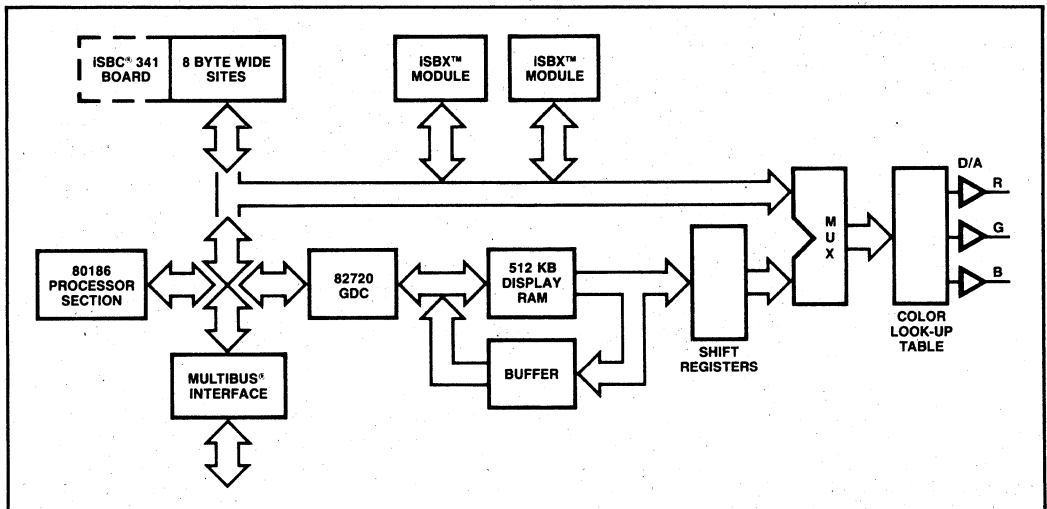 iSBC® 341
BOARD
8 BYTE WIDE
SITES
iSBX™
MODULE
iSBX™
MODULE
D/A
R
G
B
MUX
80186
PROCESSOR
SECTION
82720
GDC
512 KB
DISPLAY
RAM
BUFFER
SHIFT
REGISTERS
COLOR
LOOK-UP
TABLE
MULTIBUS®
INTERFACE